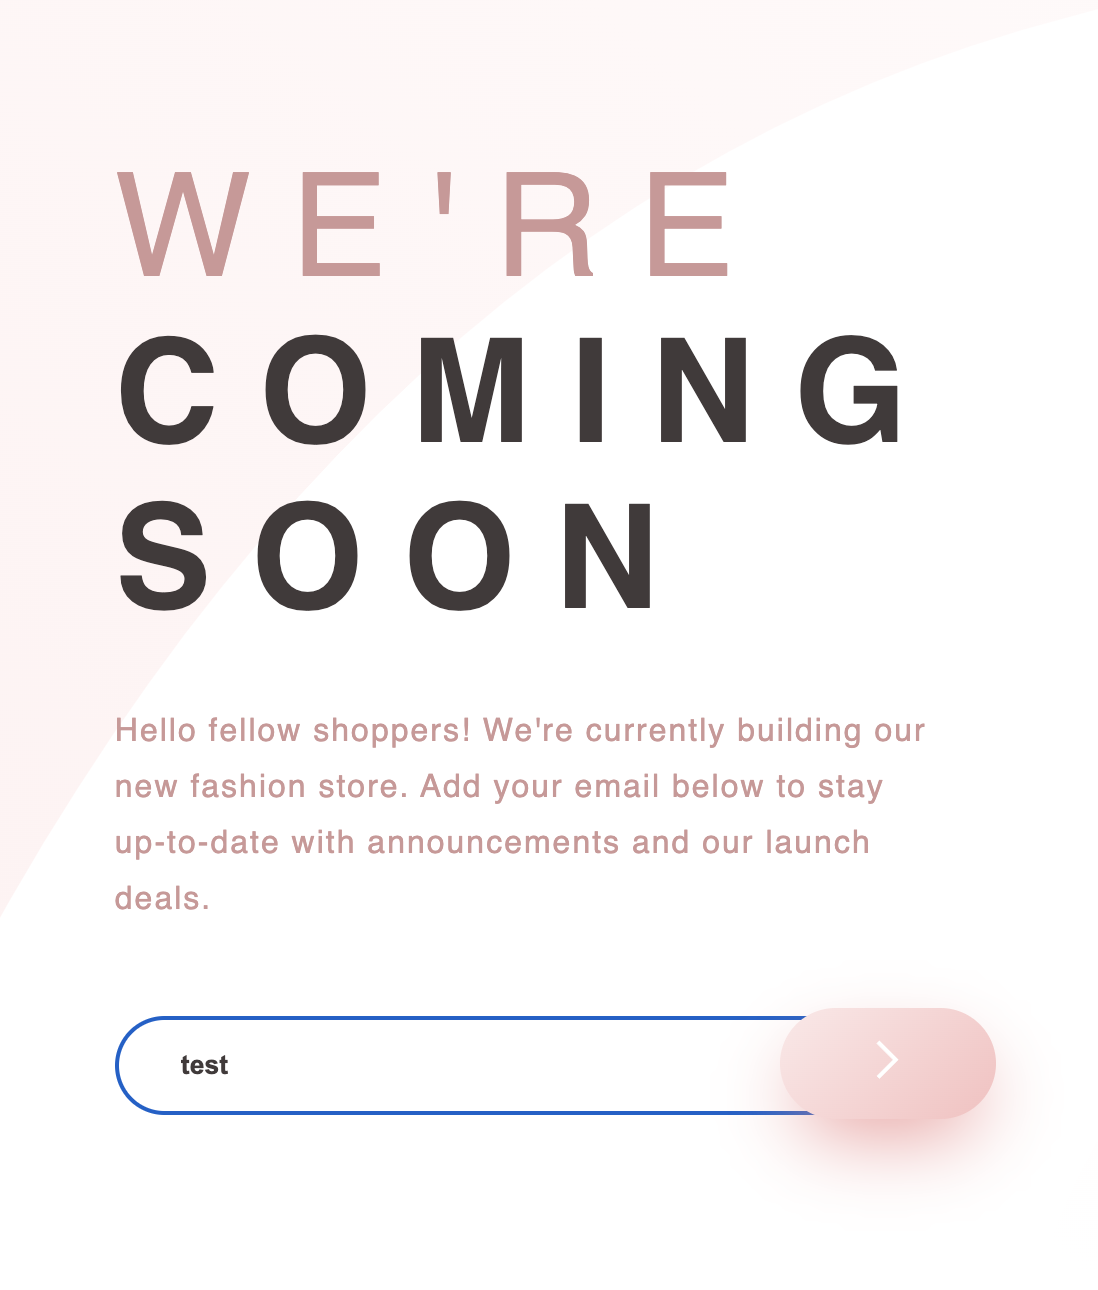 WE'RE
COMING
SOON
Hello fellow shoppers! We're currently building our
new fashion store. Add your email below to stay
up-to-date with announcements and our launch
deals.
test